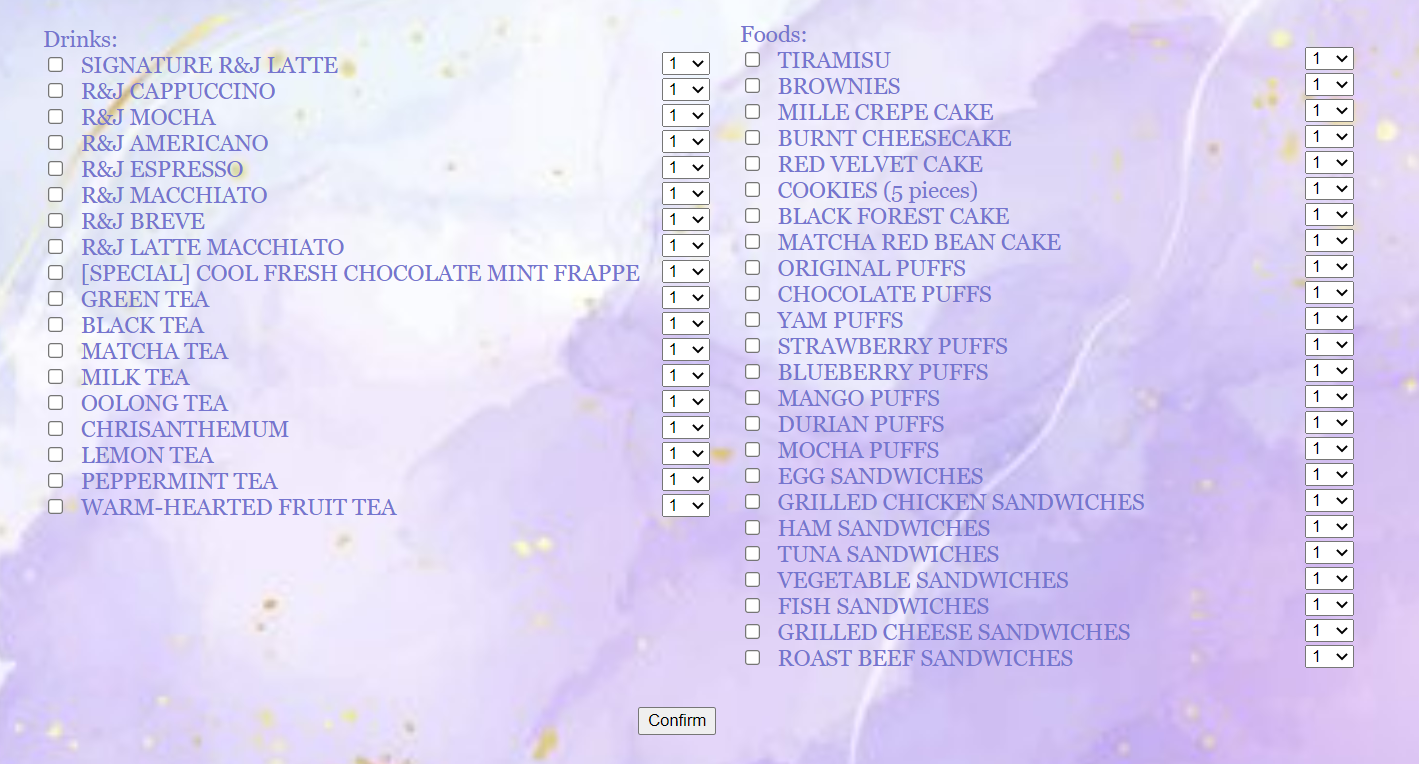 Drinks:
SIGNATURE R&J LATTE 1
R&J CAPPUCCINO 1
R&J MOCHA 1
R&J AMERICANO 1
R&J ESPRESSO 1
R&J MACCHIATO 1
R&J BREVE 1
R&J LATTE MACCHIATO 1
[SPECIAL] COOL FRESH CHOCOLATE MINT FRAPPE 1
GREEN TEA 1
BLACK TEA 1
MATCHA TEA 1
MILK TEA 1
OOLONG TEA 1
CHRISANTHEMUM 1
LEMON TEA 1
PEPPERMINT TEA 1
WARM-HEARTED FRUIT TEA 1
Foods:
TIRAMISU 1
BROWNIES 1
MILLE CREPE CAKE 1
BURNT CHEESECAKE 1
RED VELVET CAKE 1
COOKIES (5 pieces) 1
BLACK FOREST CAKE 1
MATCHA RED BEAN CAKE 1
ORIGINAL PUFFS 1
CHOCOLATE PUFFS 1
YAM PUFFS 1
STRAWBERRY PUFFS 1
BLUEBERRY PUFFS 1
MANGO PUFFS 1
DURIAN PUFFS 1
MOCHA PUFFS 1
EGG SANDWICHES 1
GRILLED CHICKEN SANDWICHES 1
HAM SANDWICHES 1
TUNA SANDWICHES 1
VEGETABLE SANDWICHES 1
FISH SANDWICHES 1
GRILLED CHEESE SANDWICHES 1
ROAST BEEF SANDWICHES 1
Confirm